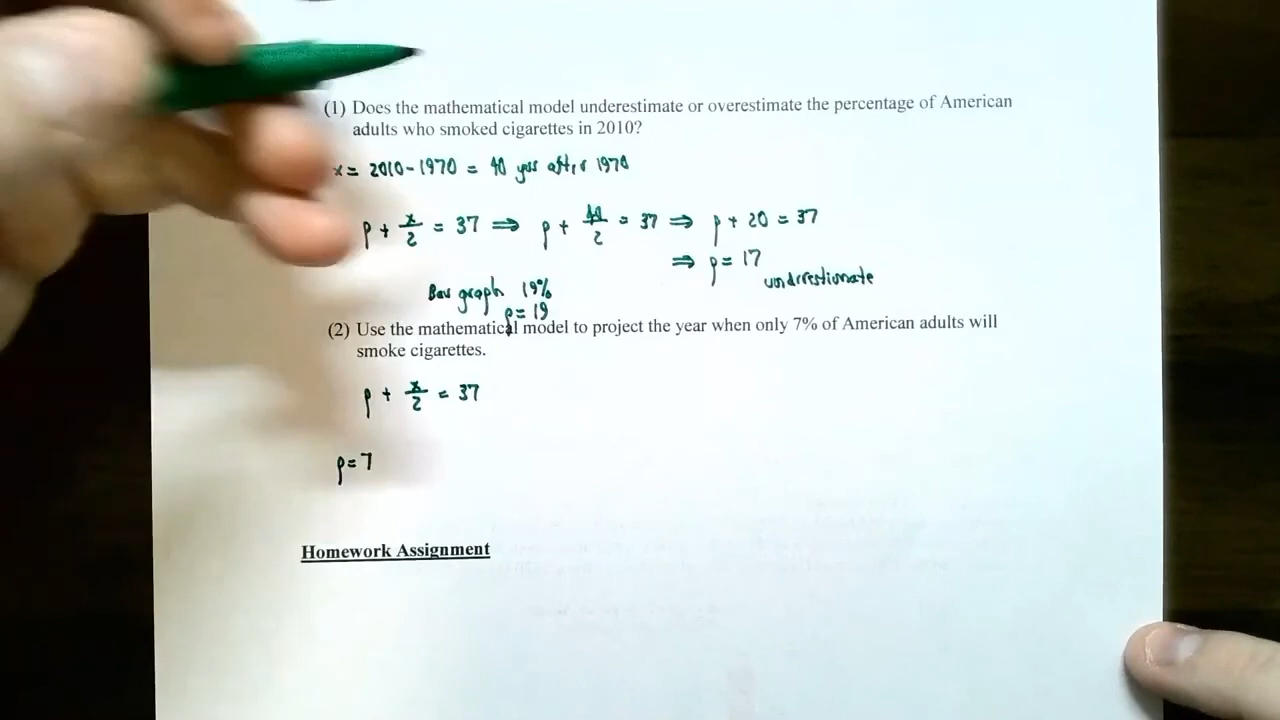 (1) Does the mathematical model underestimate or overestimate the percentage of American
adults who smoked cigarettes in 2010?
x = 2010 - 1970 = 40 after 1970
p + x/2 = 37 ⇒ p + 40/2 = 37 ⇒ p + 20 = 37
⇒ p = 17
underestimate
Bar graph 19%
p = 19
(2) Use the mathematical model to project the year when only 7% of American adults will
smoke cigarettes.
p + x/2 = 37
p = 7
Homework Assignment